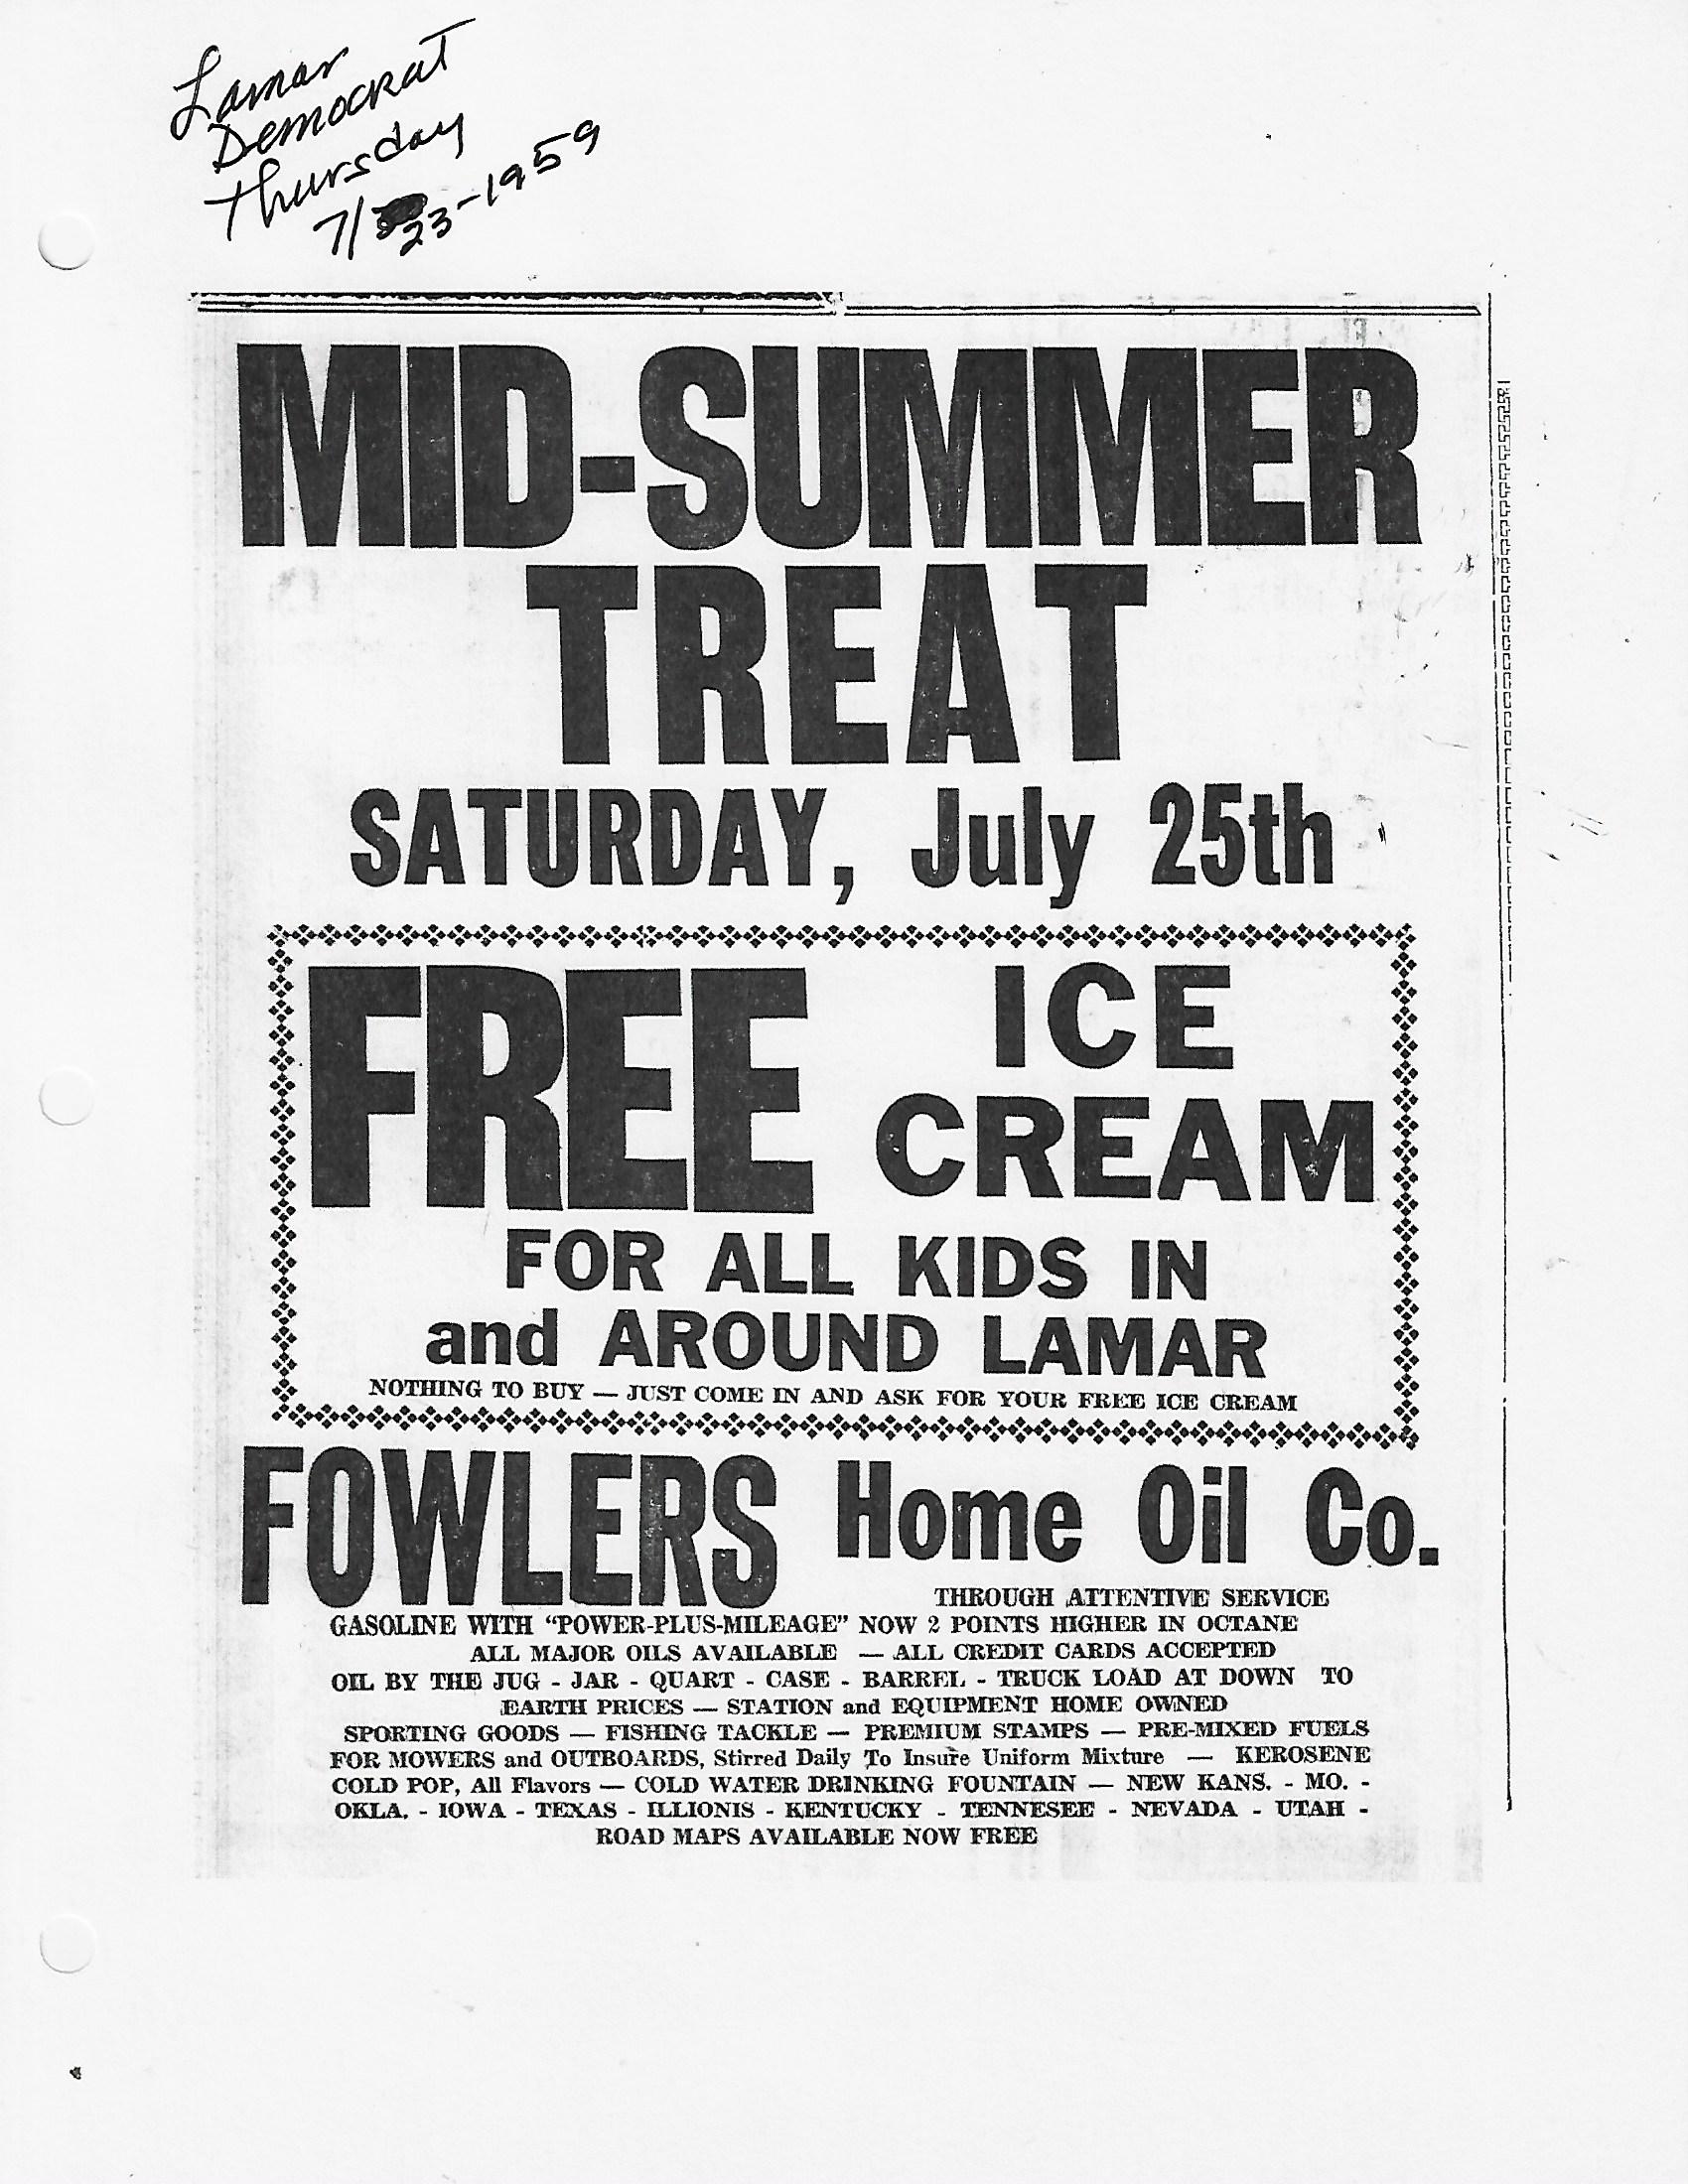 Lamar
Democrat
Thursday
7/23-1959
MID-SUMMER
TREAT
SATURDAY, July 25th
FREE ICE
CREAM
FOR ALL KIDS IN
and AROUND LAMAR
NOTHING TO BUY — JUST COME IN AND ASK FOR YOUR FREE ICE CREAM
FOWLERS Home Oil Co.
THROUGH ATTENTIVE SERVICE
GASOLINE WITH “POWER-PLUS-MILEAGE” NOW 2 POINTS HIGHER IN OCTANE
ALL MAJOR OILS AVAILABLE — ALL CREDIT CARDS ACCEPTED
OIL BY THE JUG - JAR - QUART - CASE - BARREL - TRUCK LOAD AT DOWN TO
EARTH PRICES — STATION and EQUIPMENT HOME OWNED
SPORTING GOODS — FISHING TACKLE — PREMIUM STAMPS — PRE-MIXED FUELS
FOR MOWERS and OUTBOARDS, Stirred Daily To Insure Uniform Mixture — KEROSENE
COLD POP, All Flavors — COLD WATER DRINKING FOUNTAIN — NEW KANS. - MO. -
OKLA. - IOWA - TEXAS - ILLIONIS - KENTUCKY - TENNESEE - NEVADA - UTAH -
ROAD MAPS AVAILABLE NOW FREE